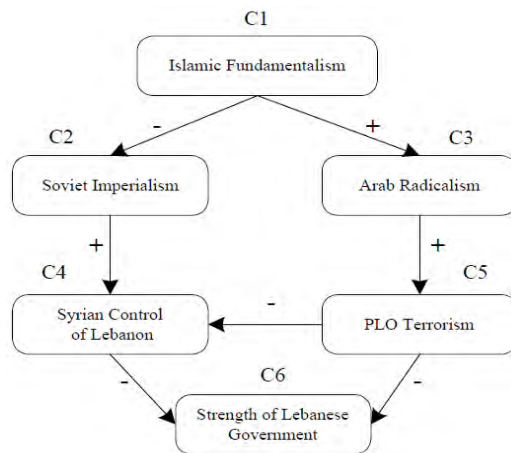 C1
Islamic Fundamentalism
-
+
C2
C3
Soviet Imperialism
Arab Radicalism
+
+
C4
C5
Syrian Control
of Lebanon
-
PLO Terrorism
-
C6
-
Strength of Lebanese
Government